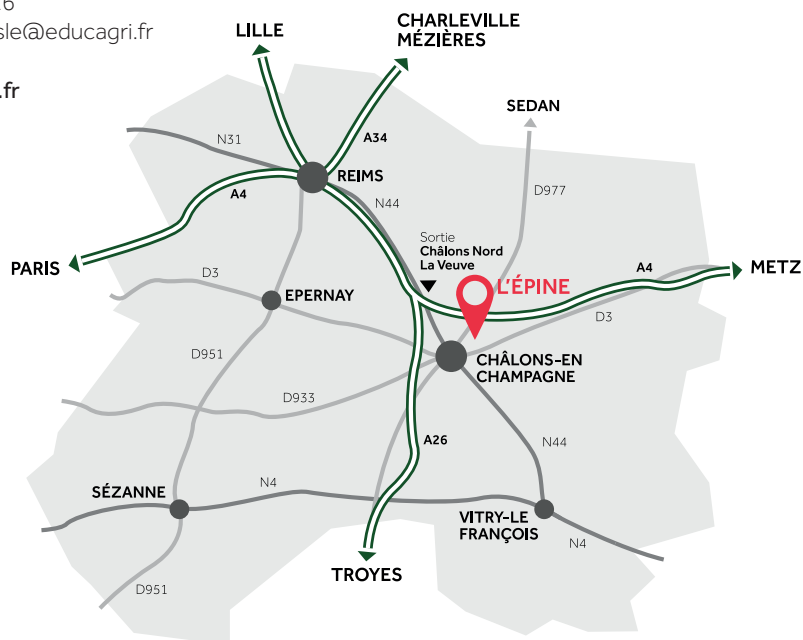 26
sle@educagri.fr
.fr
LILLE
CHARLEVILLE
MÉZIÈRES
SEDAN
N31
A34
REIMS
A4
N44
D977
Sortie
Châlons Nord
La Veuve
PARIS
D3
L'ÉPINE
A4
METZ
EPERNAY
D3
D951
CHÂLONS-EN
CHAMPAGNE
D933
A26
N44
SÉZANNE
N4
VITRY-LE
FRANÇOIS
N4
TROYES
D951